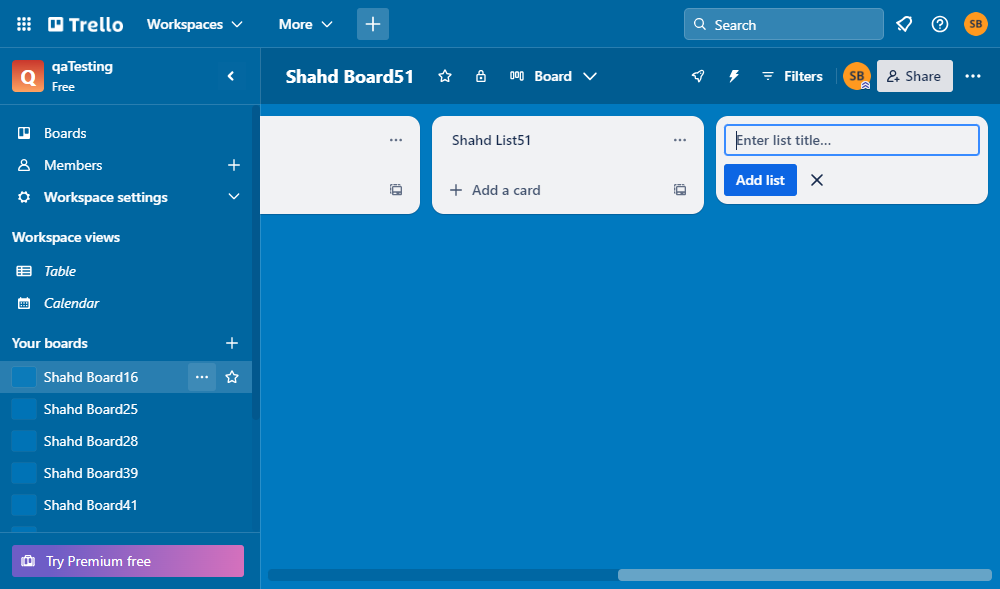 Trello
Workspaces
More
Search
SB
Q
qaTesting
Free
Shahd Board51
Board
Filters
SB
Share
Boards
Members
Workspace settings
Workspace views
Table
Calendar
Your boards
Shahd Board16
Shahd Board25
Shahd Board28
Shahd Board39
Shahd Board41
Try Premium free
Shahd List51
Add a card
Enter list title…
Add list